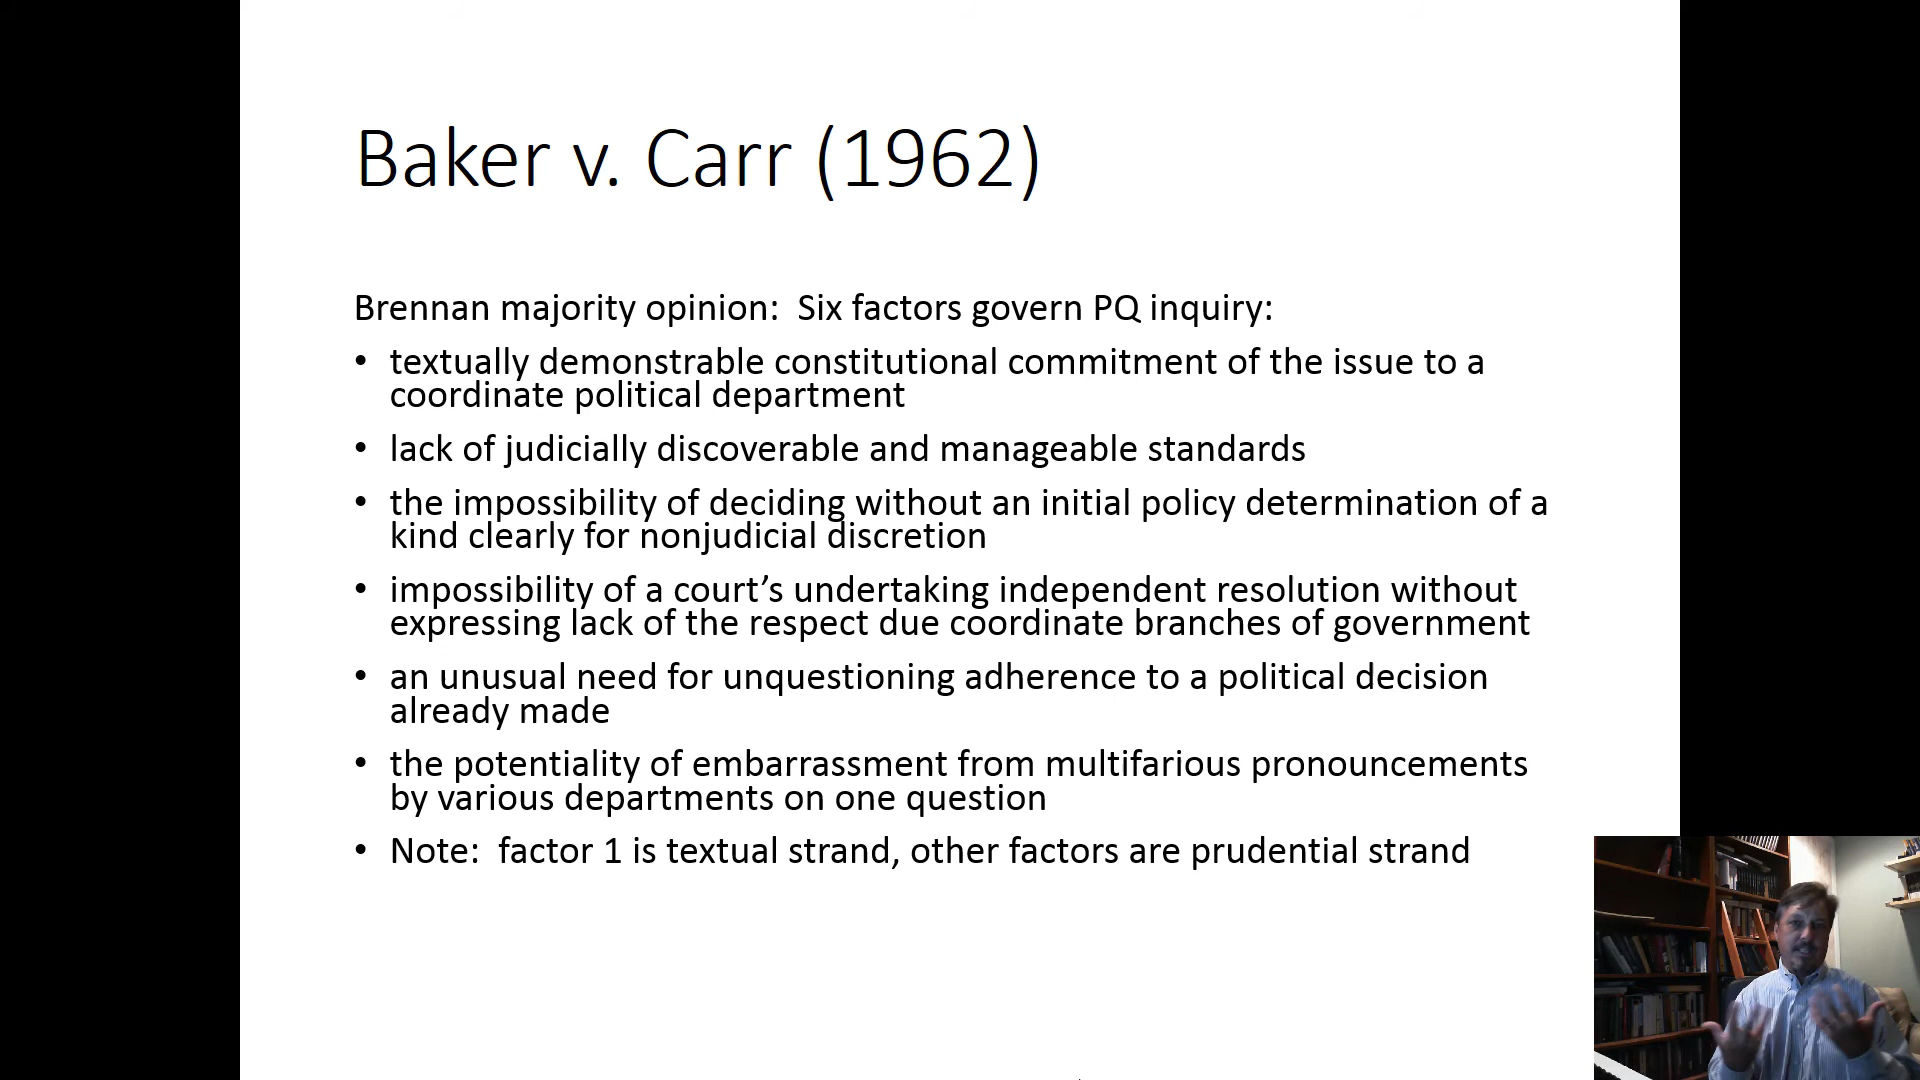 Baker v. Carr (1962)
Brennan majority opinion:  Six factors govern PQ inquiry:
• textually demonstrable constitutional commitment of the issue to a
coordinate political department
• lack of judicially discoverable and manageable standards
• the impossibility of deciding without an initial policy determination of a
kind clearly for nonjudicial discretion
• impossibility of a court’s undertaking independent resolution without
expressing lack of the respect due coordinate branches of government
• an unusual need for unquestioning adherence to a political decision
already made
• the potentiality of embarrassment from multifarious pronouncements
by various departments on one question
• Note:  factor 1 is textual strand, other factors are prudential strand